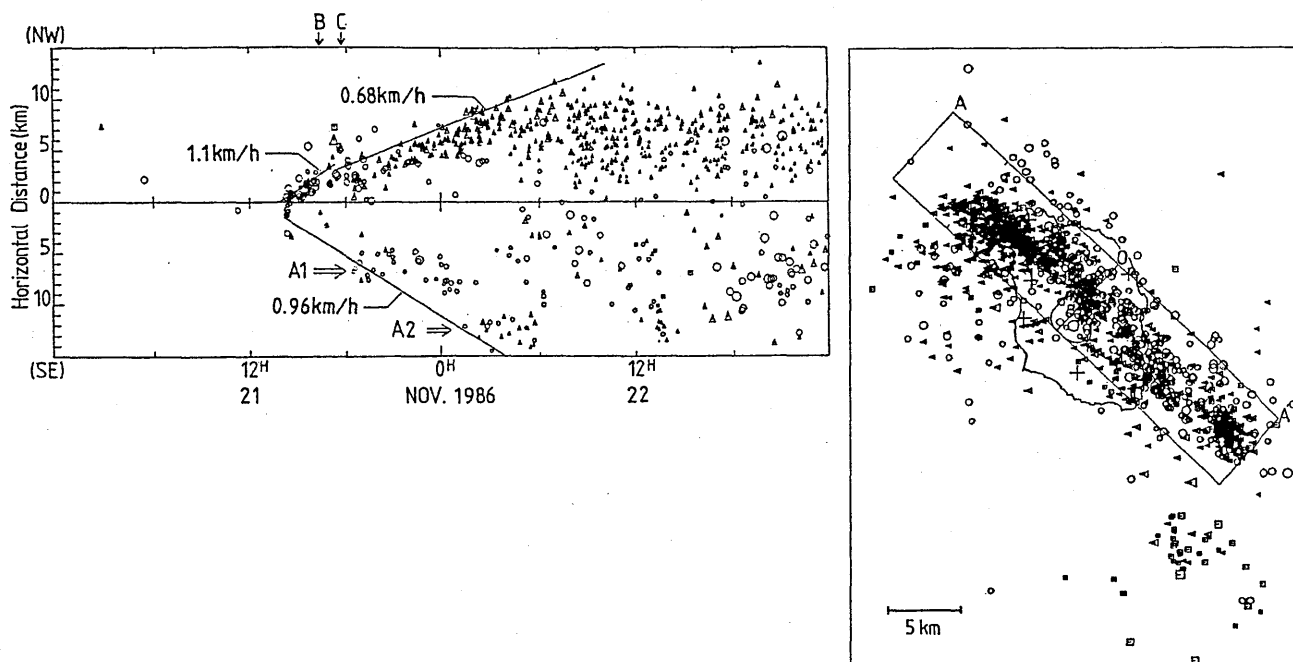 B C
(NW)
10
5
0
5
10
(SE)
Horizontal Distance (km)
0.68km/h
1.1km/h
A1
0.96km/h
A2
12H 0H 12H
21 NOV. 1986 22
A
A'
5 km